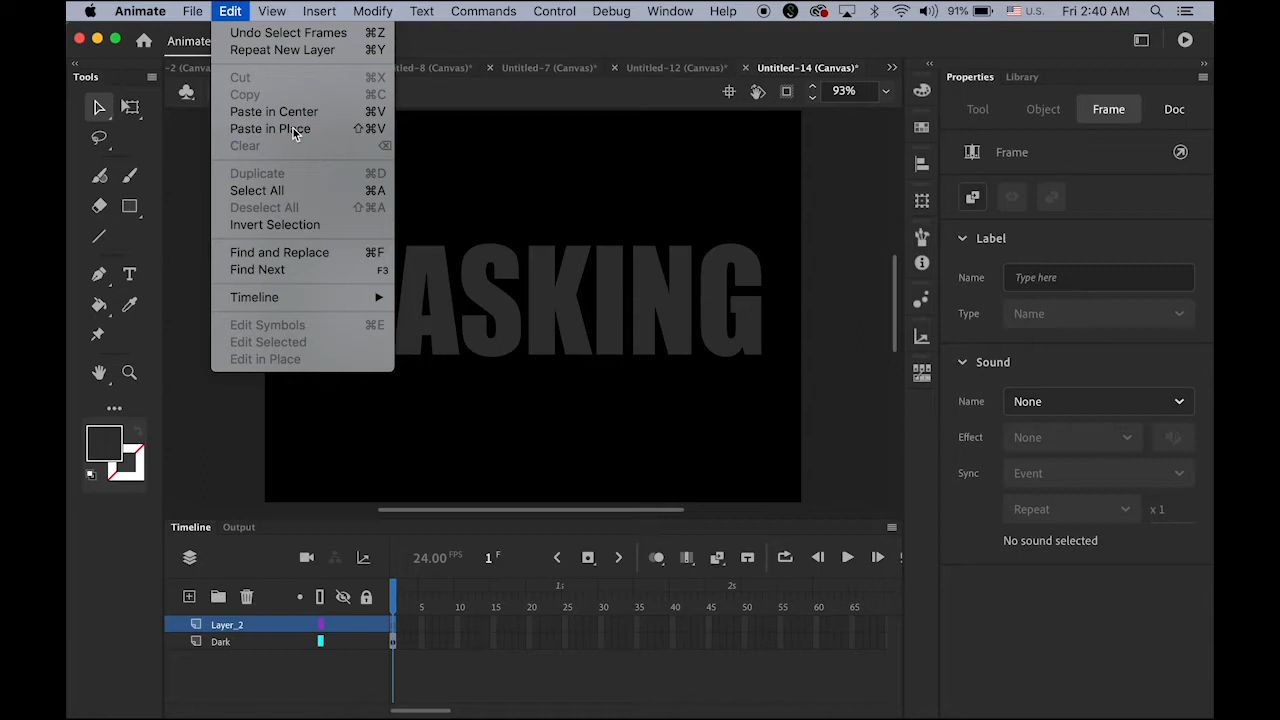 Animate File Edit View Insert Modify Text Commands Control Debug Window Help 91% U.S. Fri 2:40 AM
Animate
Undo Select Frames ⌘Z
Repeat New Layer ⌘Y
Cut ⌘X
Copy ⌘C
Paste in Center ⌘V
Paste in Place ⇧⌘V
Clear ⌫
Duplicate ⌘D
Select All ⌘A
Deselect All ⇧⌘A
Invert Selection
Find and Replace ⌘F
Find Next F3
Timeline
Edit Symbols ⌘E
Edit Selected
Edit in Place
Tools
-2 (Canva
led-8 (Canvas)* Untitled-7 (Canvas)* Untitled-12 (Canvas)* Untitled-14 (Canvas)*
93%
ASKING
Properties Library
Tool Object Frame Doc
Frame
Label
Name Type here
Type Name
Sound
Name None
Effect None
Sync Event
Repeat x 1
No sound selected
Timeline Output
24.00 FPS 1 F
1s 2s
5 10 15 20 25 30 35 40 45 50 55 60 65
Layer_2
Dark